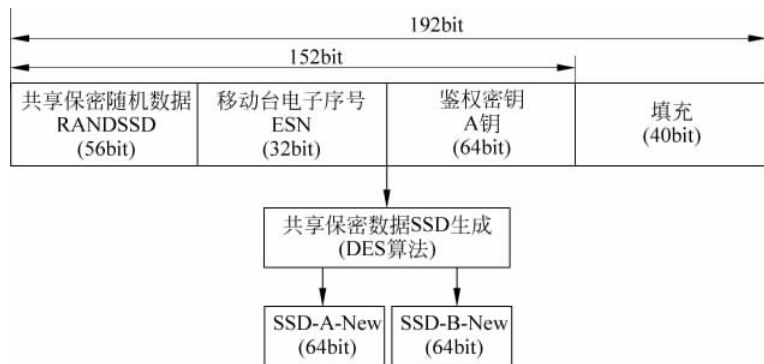 192bit
152bit
共享保密随机数据
RANDSSD
(56bit)
移动台电子序号
ESN
(32bit)
鉴权密钥
A钥
(64bit)
填充
(40bit)
共享保密数据SSD生成
(DES算法)
SSD-A-New
(64bit)
SSD-B-New
(64bit)